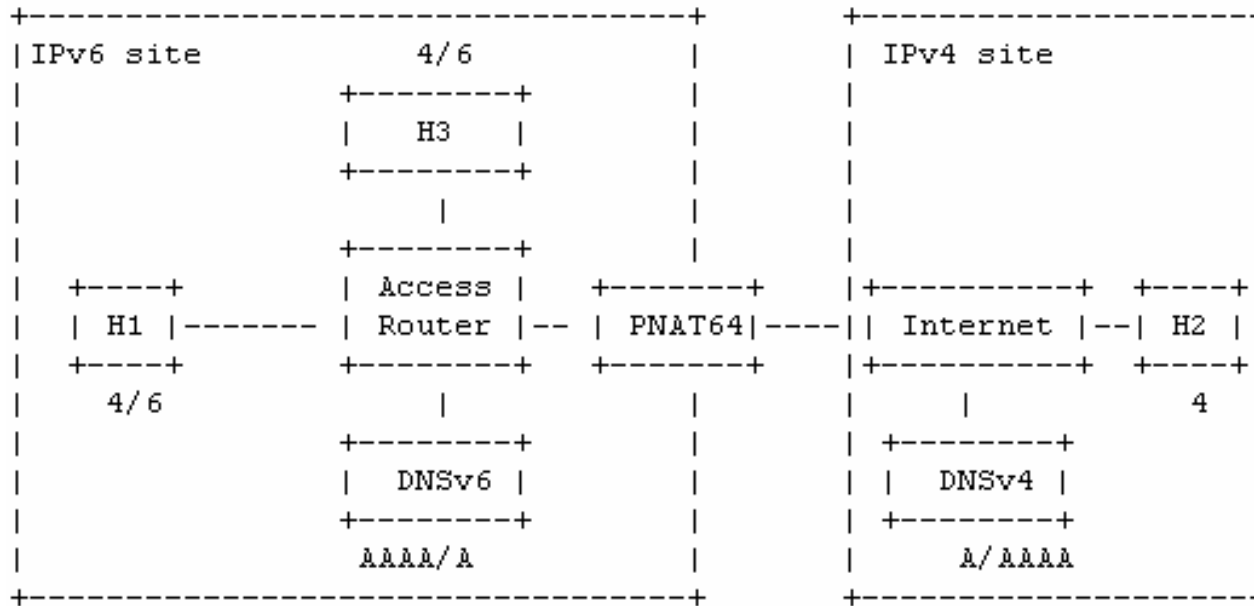 IPv6 site 4/6 IPv4 site
H3
Access
H1 Router PNAT64 Internet H2
4/6 4
DNSv6 DNSv4
AAAA/A A/AAAA